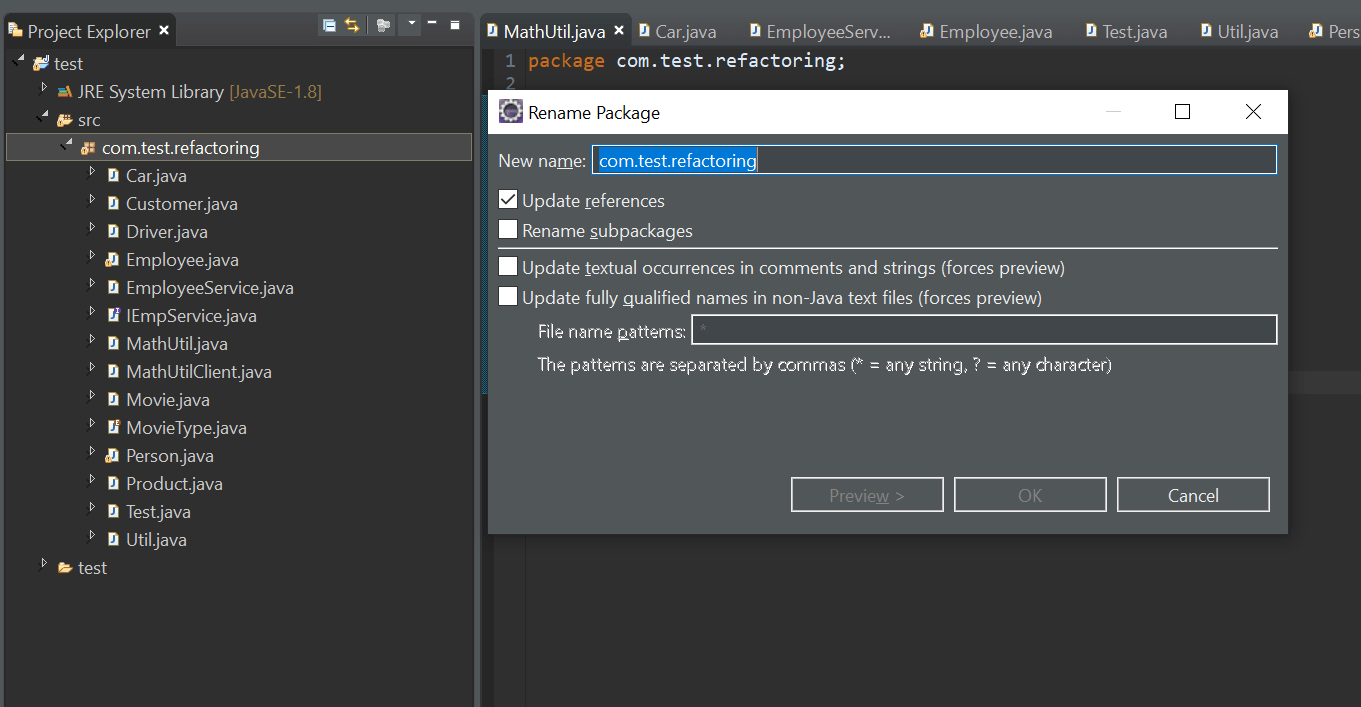 Project Explorer
test
JRE System Library [JavaSE-1.8]
src
com.test.refactoring
Car.java
Customer.java
Driver.java
Employee.java
EmployeeService.java
IEmpService.java
MathUtil.java
MathUtilClient.java
Movie.java
MovieType.java
Person.java
Product.java
Test.java
Util.java
test
MathUtil.java Car.java EmployeeServ... Employee.java Test.java Util.java Pers
1 package com.test.refactoring;
2
Rename Package
New name: com.test.refactoring
Update references
Rename subpackages
Update textual occurrences in comments and strings (forces preview)
Update fully qualified names in non-Java text files (forces preview)
File name patterns: *
The patterns are separated by commas (* = any string, ? = any character)
Preview > OK Cancel